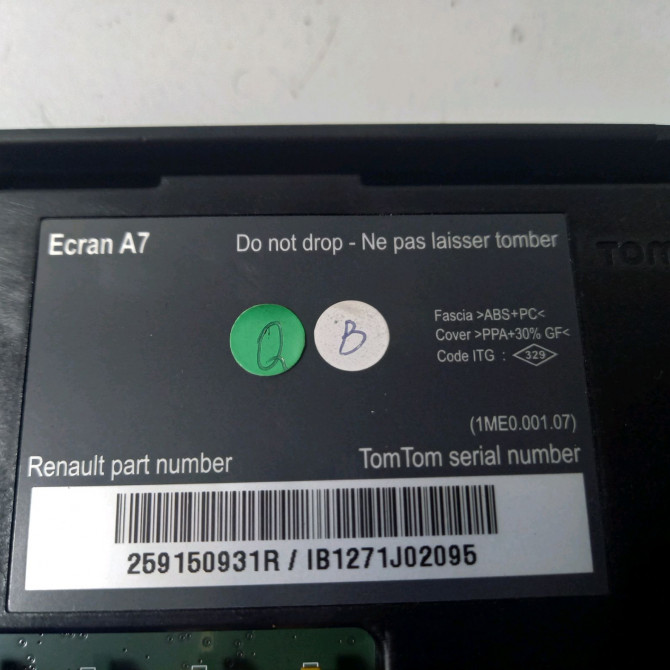 Ecran A7
Do not drop - Ne pas laisser tomber
TOM
Q
B
Fascia >ABS+PC<
Cover >PPA+30% GF<
Code ITG : 329
(1ME0.001.07)
Renault part number
TomTom serial number
259150931R / IB1271J02095